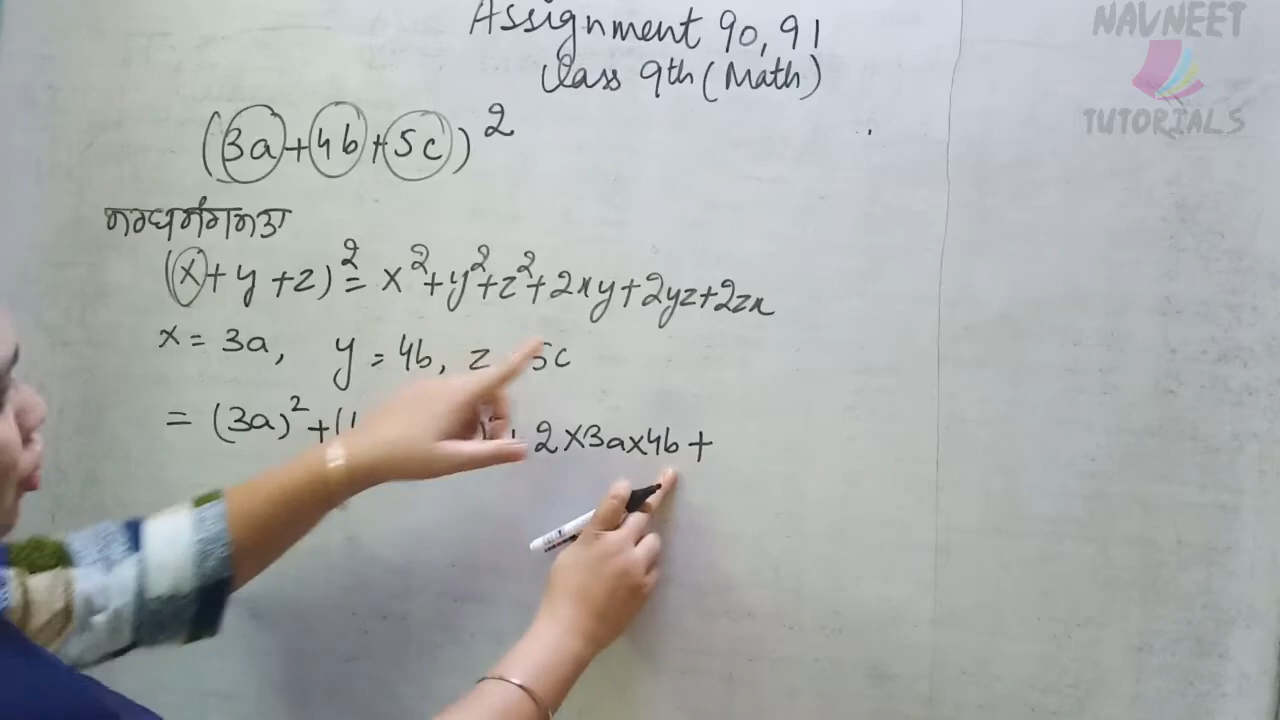 Assignment 90, 91
Class 9th (Math)
NAVNEET
TUTORIALS
(3a+4b+5c)²
(x+y+z)²= x²+y²+z²+2xy+2yz+2zx
x = 3a, y = 4b, z 5c
= (3a)²+( 2×3a×4b+